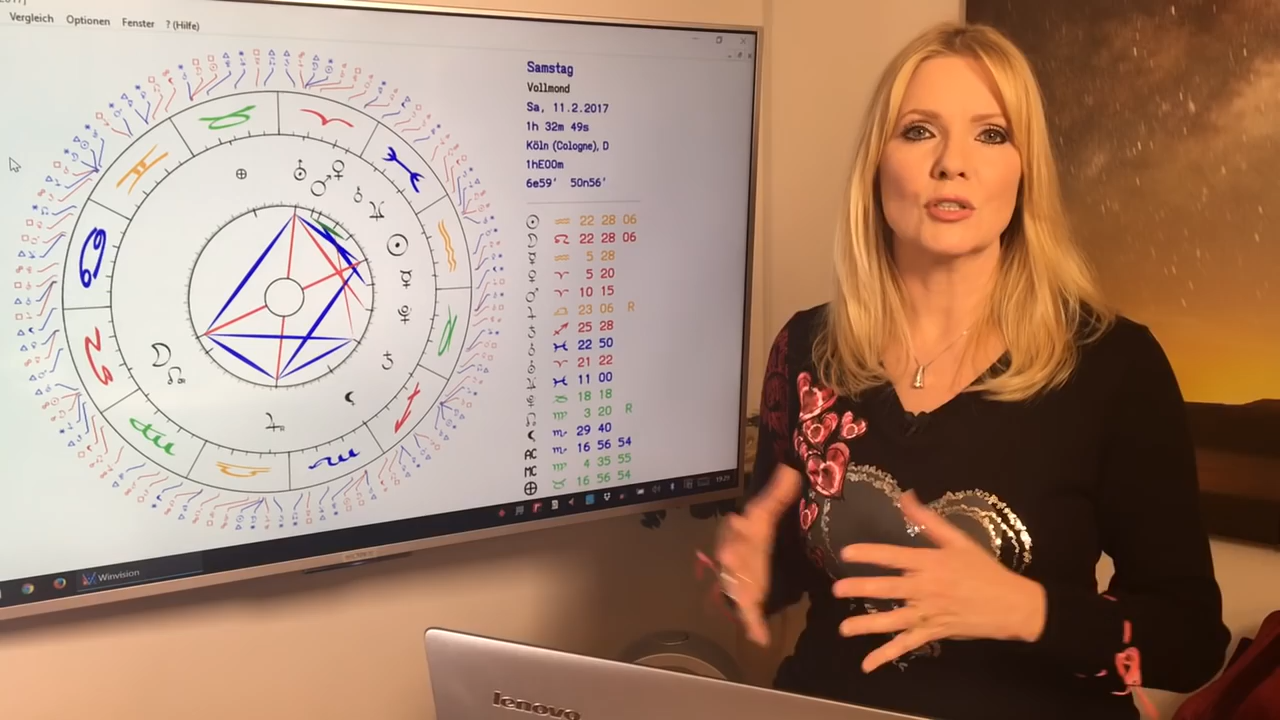 Vergleich Optionen Fenster ? (Hilfe)
Samstag
Vollmond
Sa, 11.2.2017
1h 32m 49s
Köln (Cologne), D
1hE00m
6e59' 50n56'
22 28 06
22 28 06
5 28
5 20
10 15
23 06 R
25 28
22 50
21 22
11 00
18 18
3 20 R
29 40
AC 16 56 54
MC 4 35 55
16 56 54
Winvision
lenovo